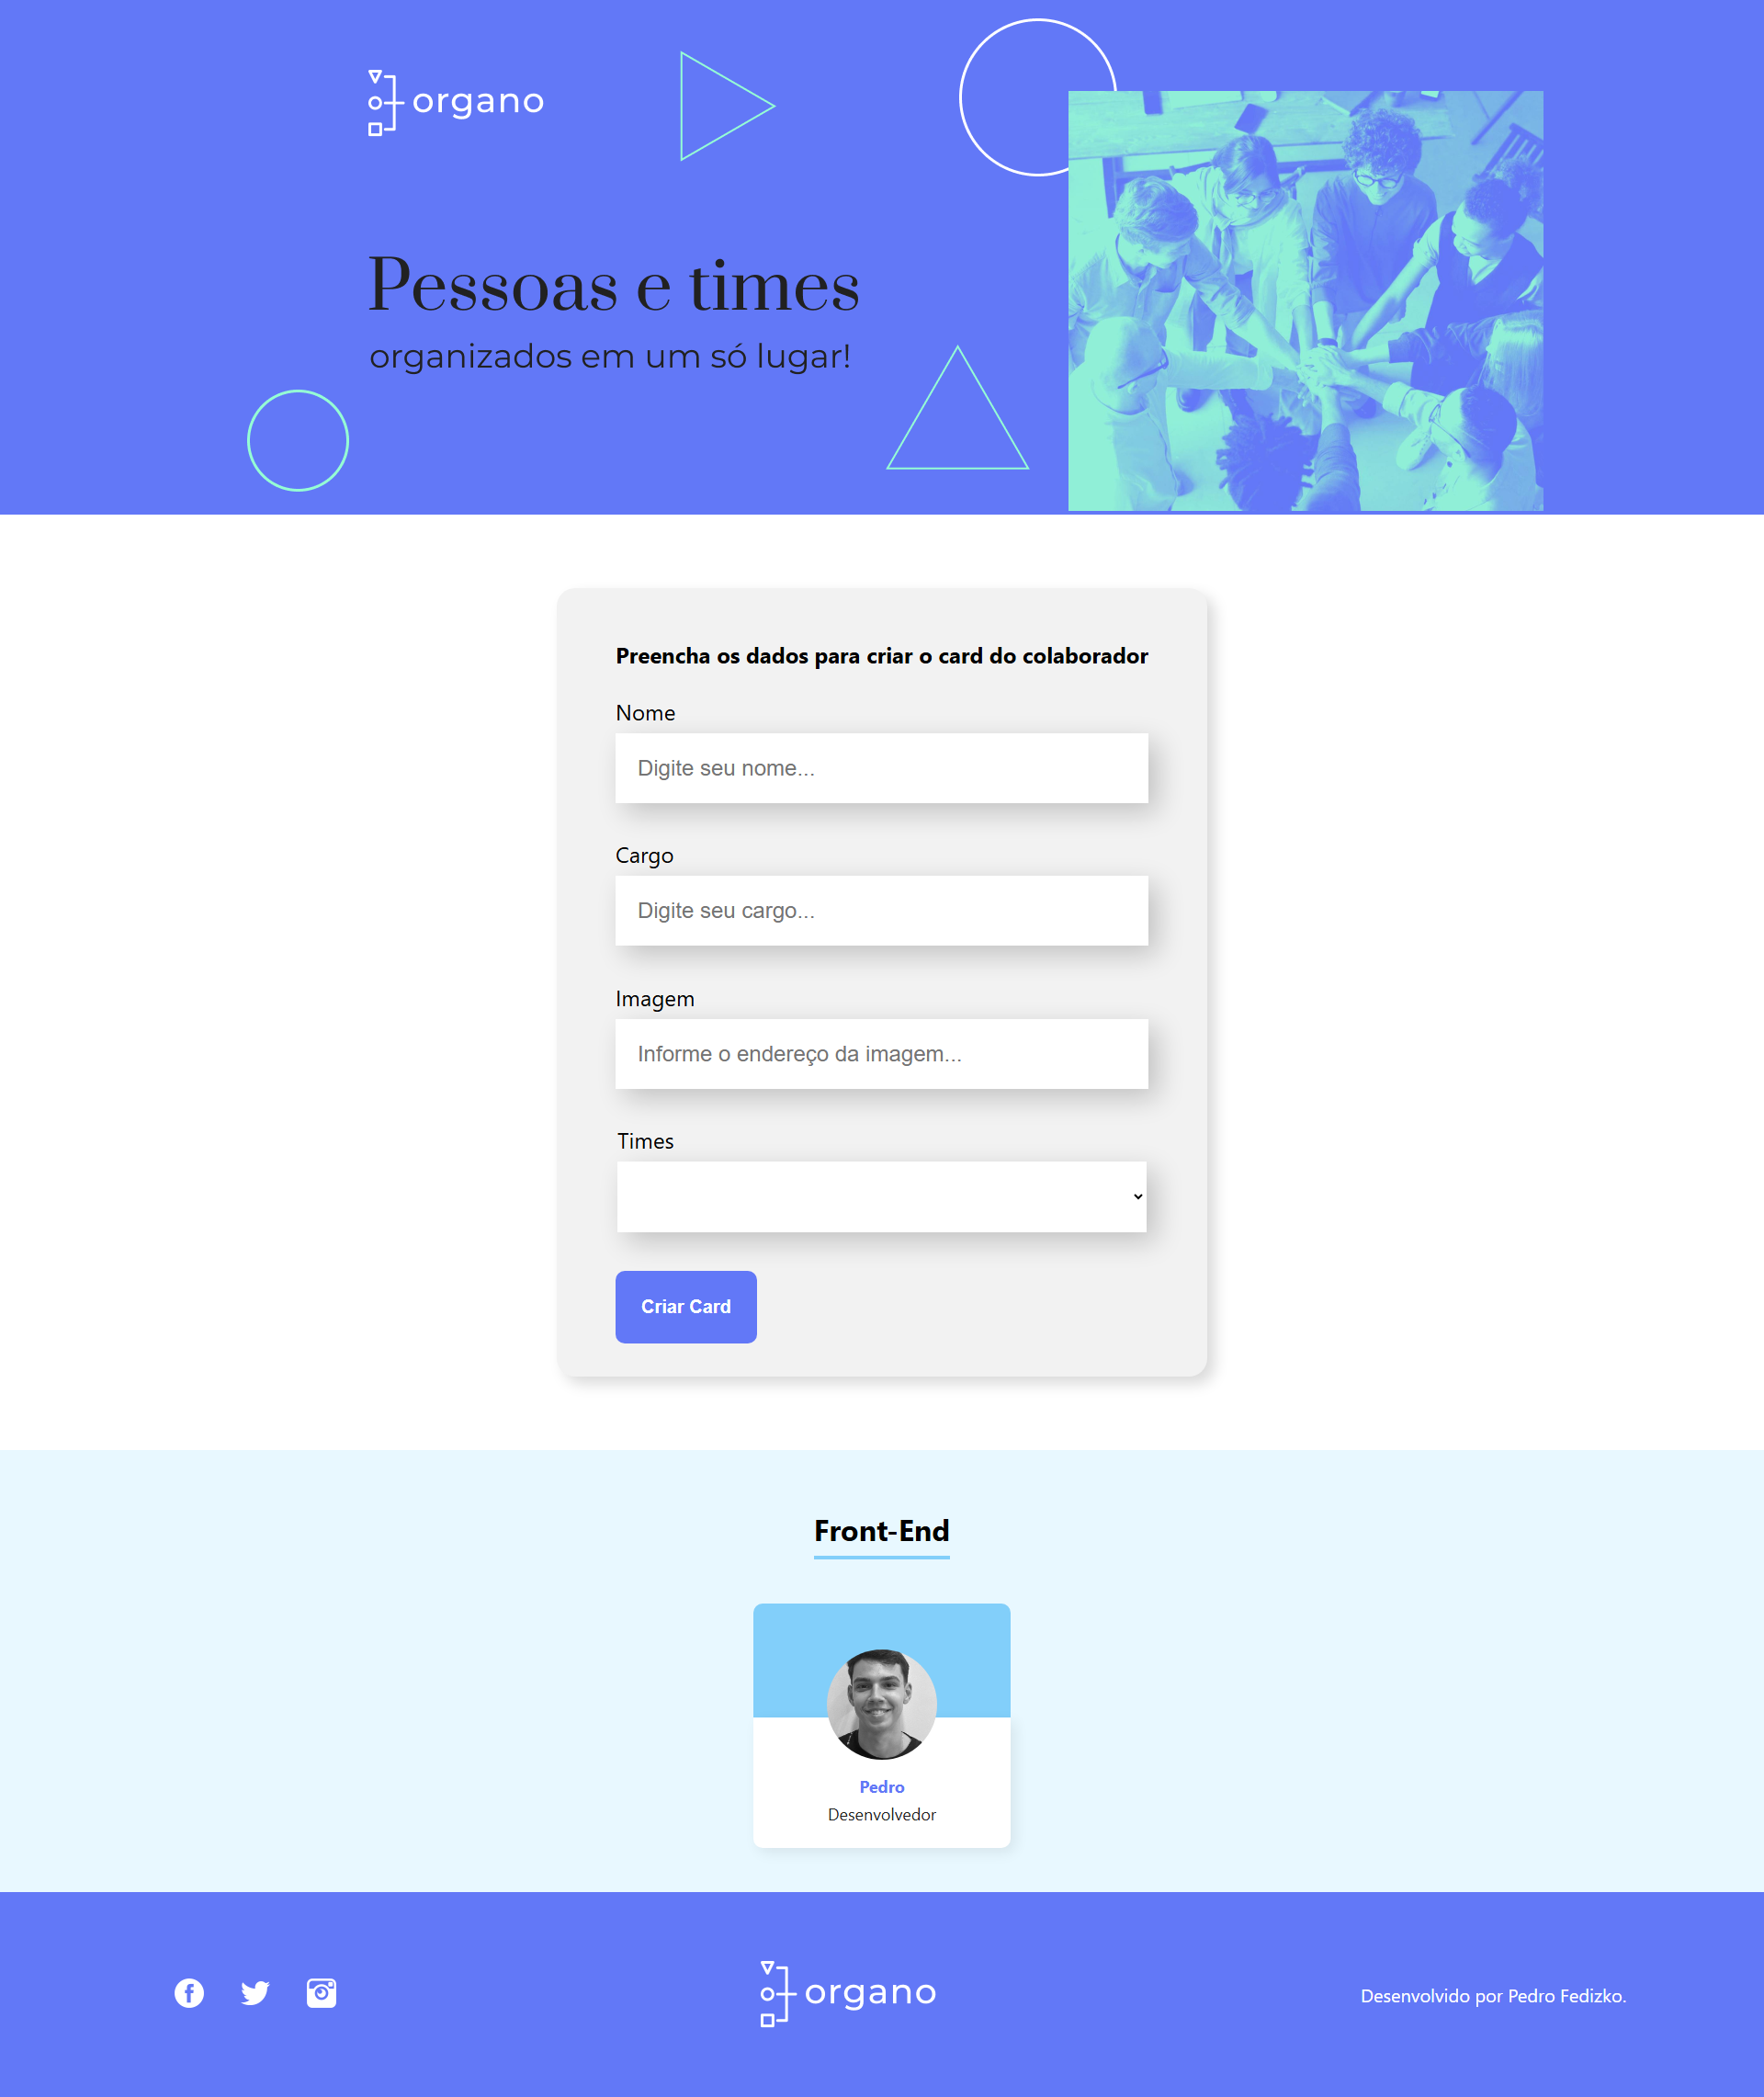 organo
Pessoas e times
organizados em um só lugar!
Preencha os dados para criar o card do colaborador
Nome
Digite seu nome...
Cargo
Digite seu cargo...
Imagem
Informe o endereço da imagem...
Times
Criar Card
Front-End
Pedro
Desenvolvedor
organo
Desenvolvido por Pedro Fedizko.